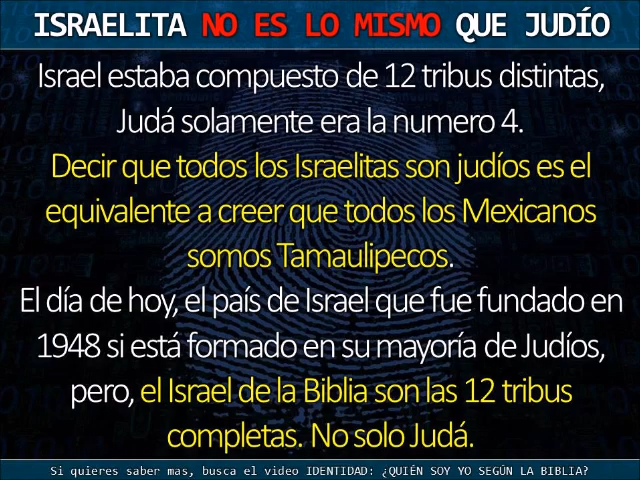 ISRAELITA NO ES LO MISMO QUE JUDÍO
Israel estaba compuesto de 12 tribus distintas,
Judá solamente era la numero 4.
Decir que todos los Israelitas son judíos es el
equivalente a creer que todos los Mexicanos
somos Tamaulipecos.
El día de hoy, el país de Israel que fue fundado en
1948 si está formado en su mayoría de Judíos,
pero, el Israel de la Biblia son las 12 tribus
completas. No solo Judá.
Si quieres saber mas, busca el video IDENTIDAD: ¿QUIÉN SOY YO SEGÚN LA BIBLIA?